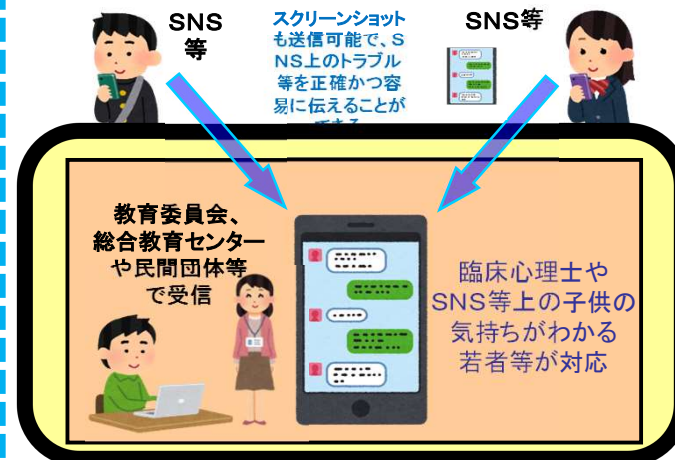 SNS
等
スクリーンショット
も送信可能で、S
NS上のトラブル
等を正確かつ容
易に伝えることが
SNS等
教育委員会、
総合教育センター
や民間団体等
で受信
臨床心理士や
SNS等上の子供の
気持ちがわかる
若者等が対応